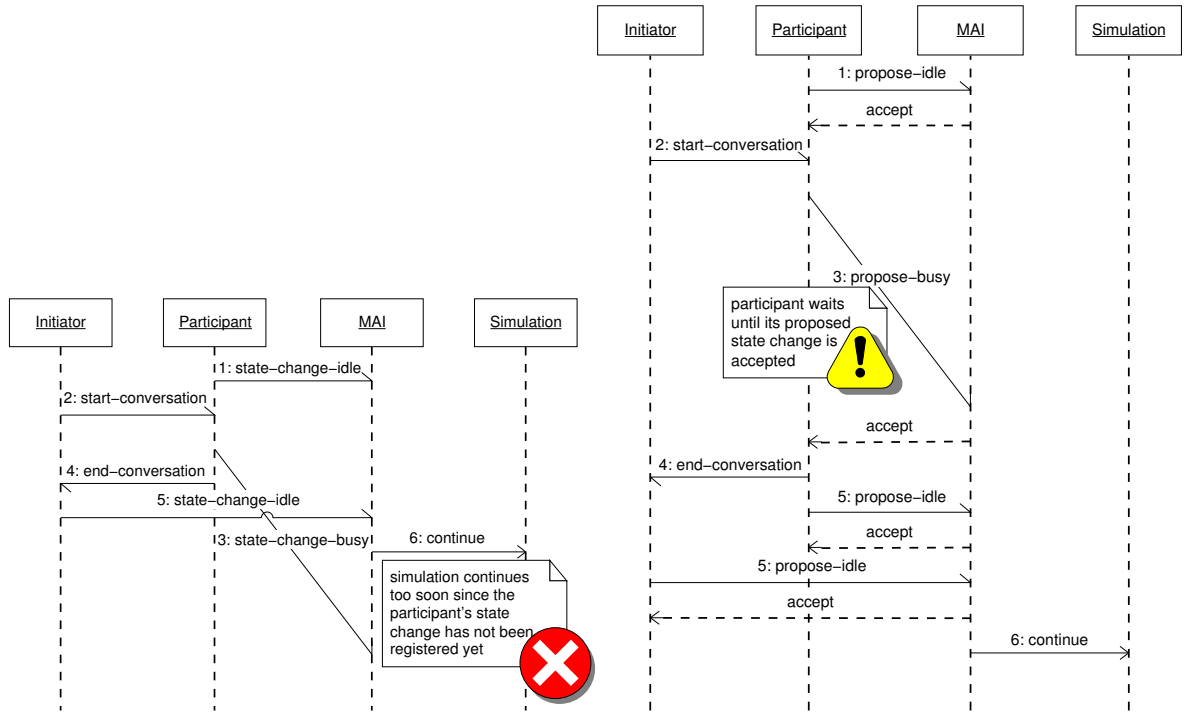 Initiator
Participant
MAI
Simulation
1: state−change−idle
2: start−conversation
4: end−conversation
5: state−change−idle
3: state−change−busy
6: continue
simulation continues
too soon since the
participant's state
change has not been
registered yet
Initiator
Participant
MAI
Simulation
1: propose−idle
accept
2: start−conversation
3: propose−busy
participant waits
until its proposed
state change is
accepted
accept
4: end−conversation
5: propose−idle
accept
5: propose−idle
accept
6: continue